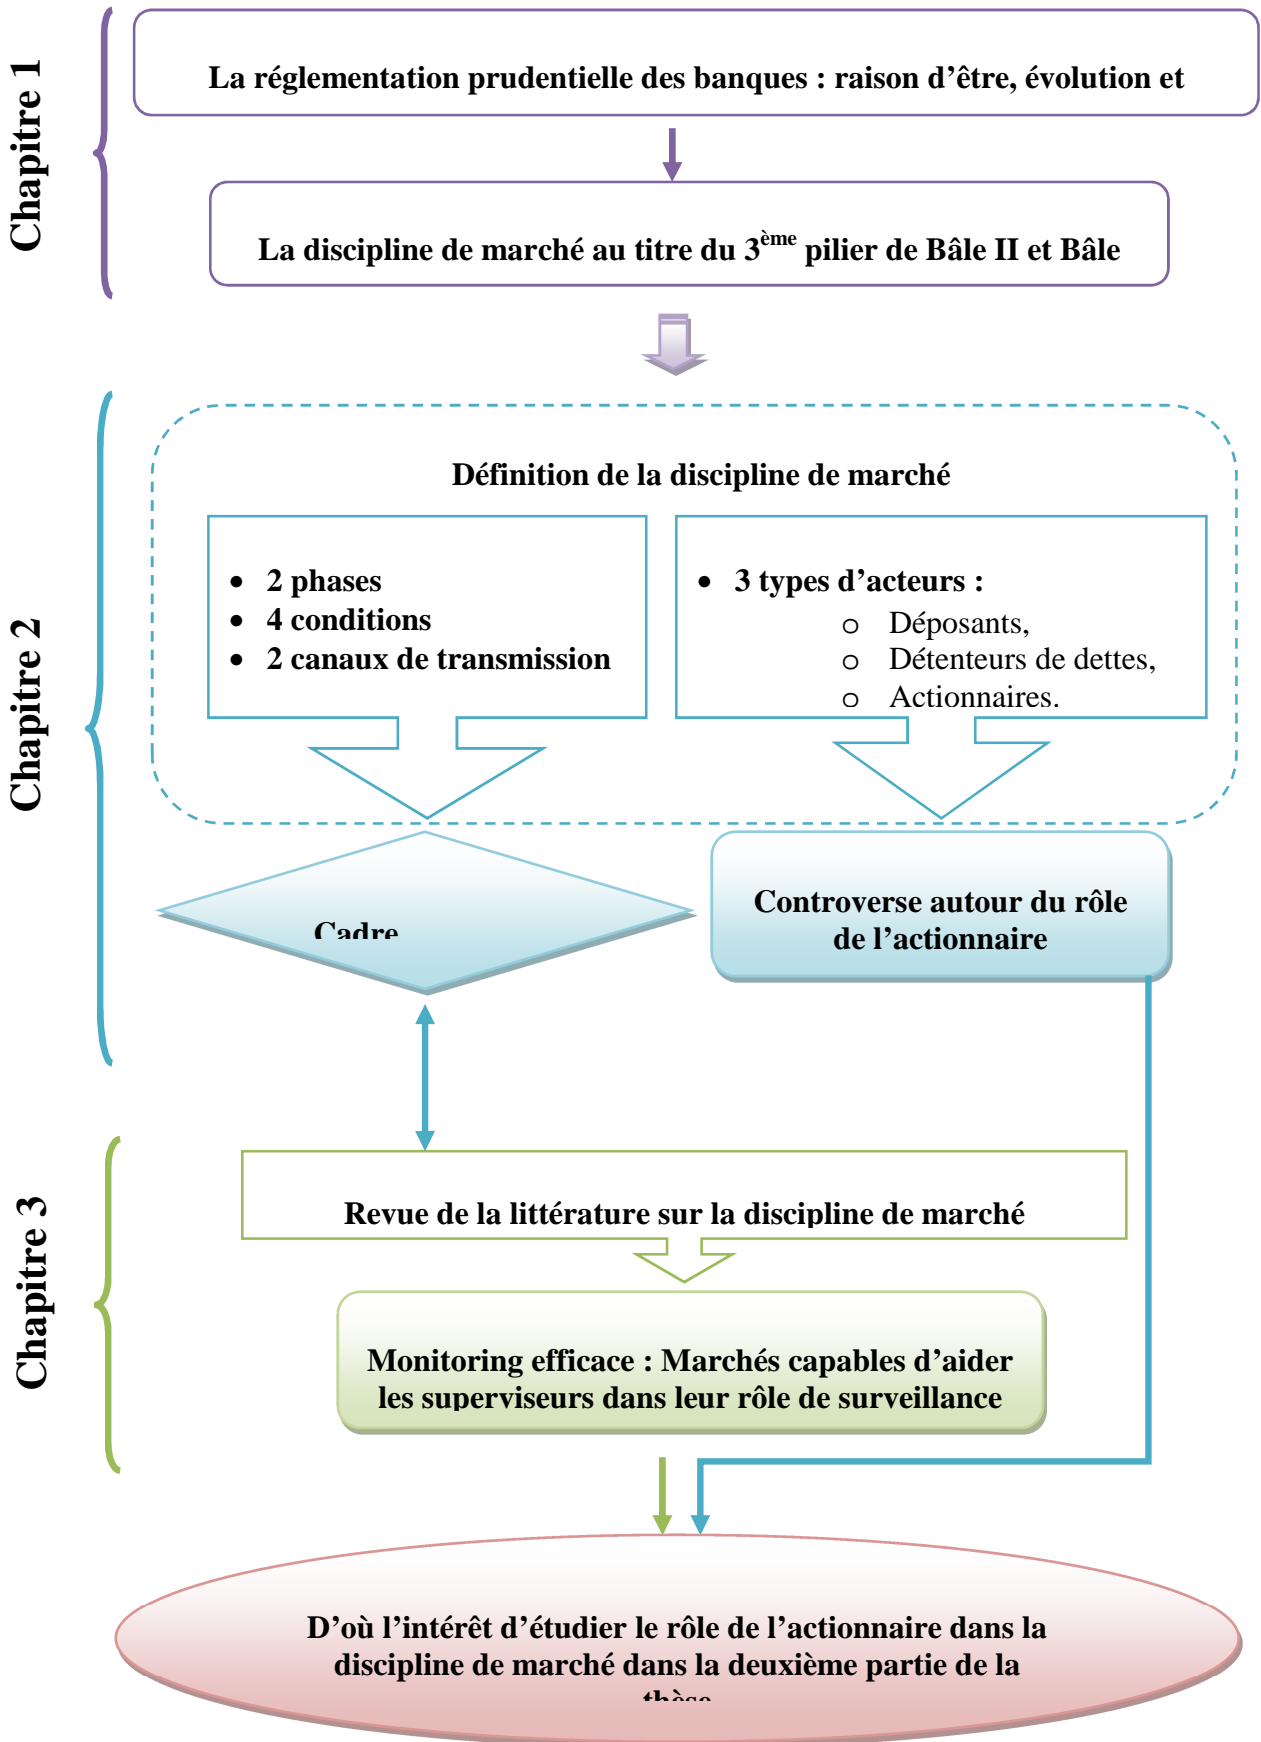 Chapitre 1
La réglementation prudentielle des banques : raison d’être, évolution et
La discipline de marché au titre du 3ème pilier de Bâle II et Bâle
Chapitre 2
Définition de la discipline de marché
• 2 phases
• 4 conditions
• 2 canaux de transmission
• 3 types d’acteurs :
o Déposants,
o Détenteurs de dettes,
o Actionnaires.
Cadre
Controverse autour du rôle
de l’actionnaire
Chapitre 3
Revue de la littérature sur la discipline de marché
Monitoring efficace : Marchés capables d’aider
les superviseurs dans leur rôle de surveillance
D’où l’intérêt d’étudier le rôle de l’actionnaire dans la
discipline de marché dans la deuxième partie de la
thèse